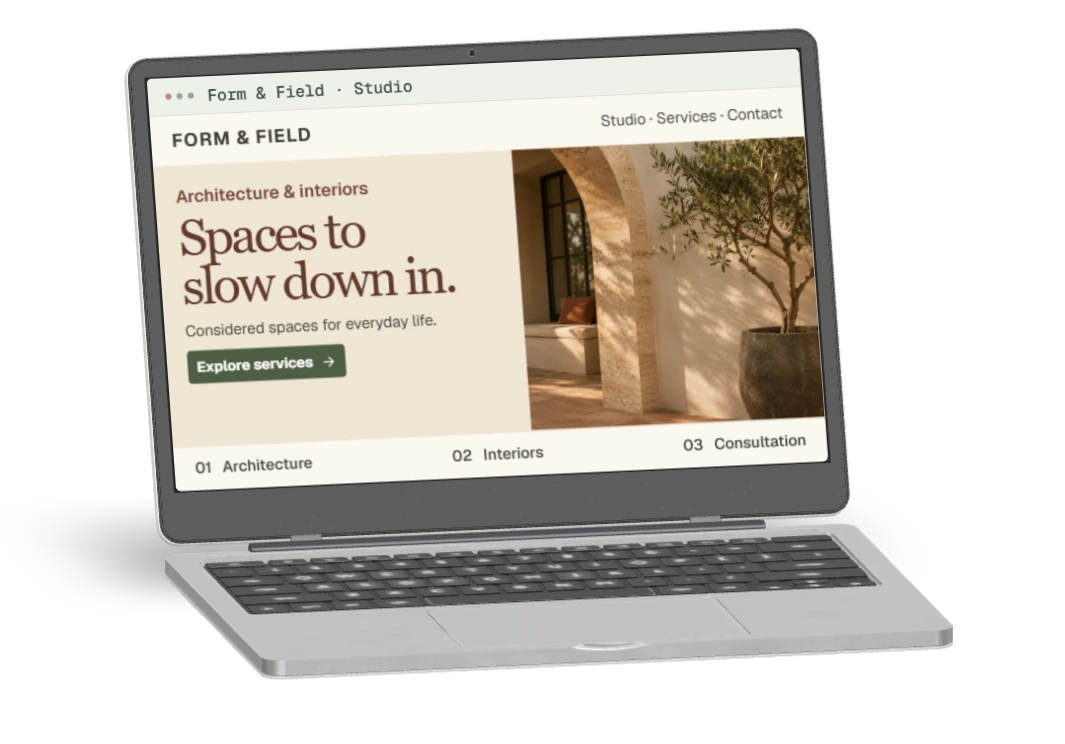 Form & Field · Studio
FORM & FIELD
Studio · Services · Contact
Architecture & interiors
Spaces to
slow down in.
Considered spaces for everyday life.
Explore services →
01 Architecture
02 Interiors
03 Consultation